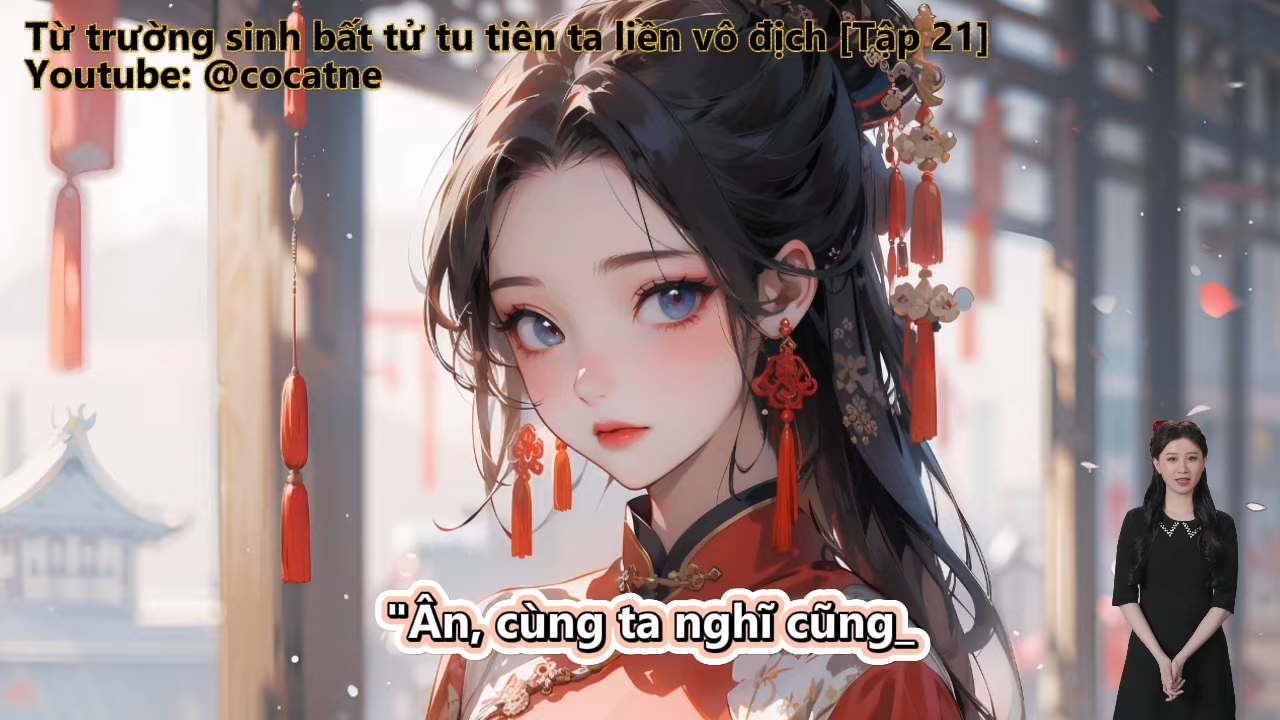 Từ trường sinh bất tử tu tiên ta liền vô địch [Tập 21]
Youtube: @cocatne
"Ân, cùng ta nghĩ cũng_